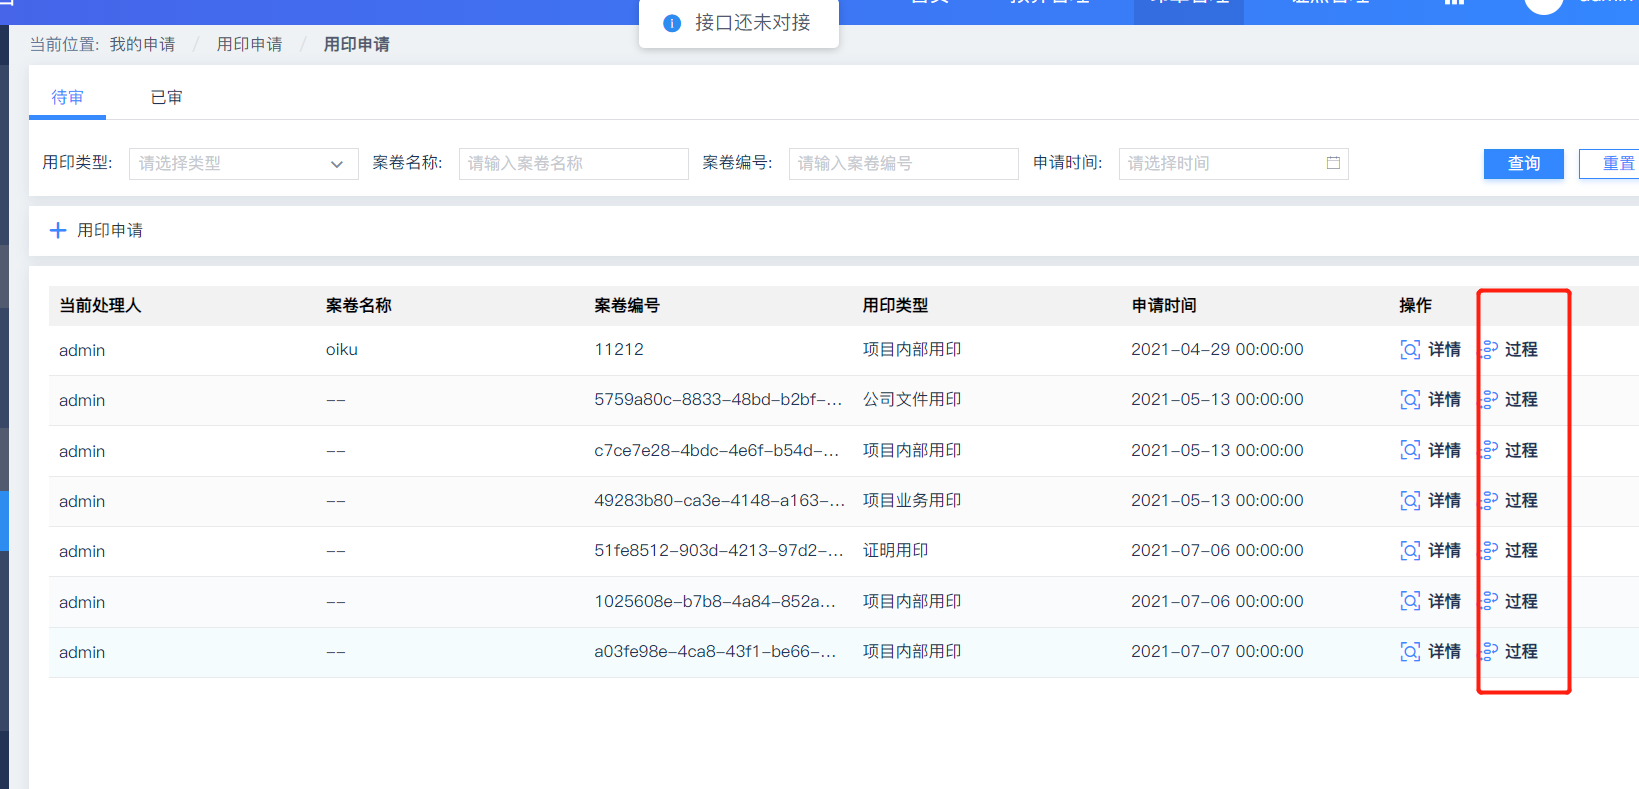 接口还未对接
当前位置: 我的申请 / 用印申请 / 用印申请
待审 已审
用印类型: 请选择类型 案卷名称: 请输入案卷名称 案卷编号: 请输入案卷编号 申请时间: 请选择时间 查询 重置
用印申请
当前处理人 案卷名称 案卷编号 用印类型 申请时间 操作
admin oiku 11212 项目内部用印 2021-04-29 00:00:00 详情 过程
admin -- 5759a80c-8833-48bd-b2bf-... 公司文件用印 2021-05-13 00:00:00 详情 过程
admin -- c7ce7e28-4bdc-4e6f-b54d-... 项目内部用印 2021-05-13 00:00:00 详情 过程
admin -- 49283b80-ca3e-4148-a163-... 项目业务用印 2021-05-13 00:00:00 详情 过程
admin -- 51fe8512-903d-4213-97d2-... 证明用印 2021-07-06 00:00:00 详情 过程
admin -- 1025608e-b7b8-4a84-852a... 项目内部用印 2021-07-06 00:00:00 详情 过程
admin -- a03fe98e-4ca8-43f1-be66-... 项目内部用印 2021-07-07 00:00:00 详情 过程